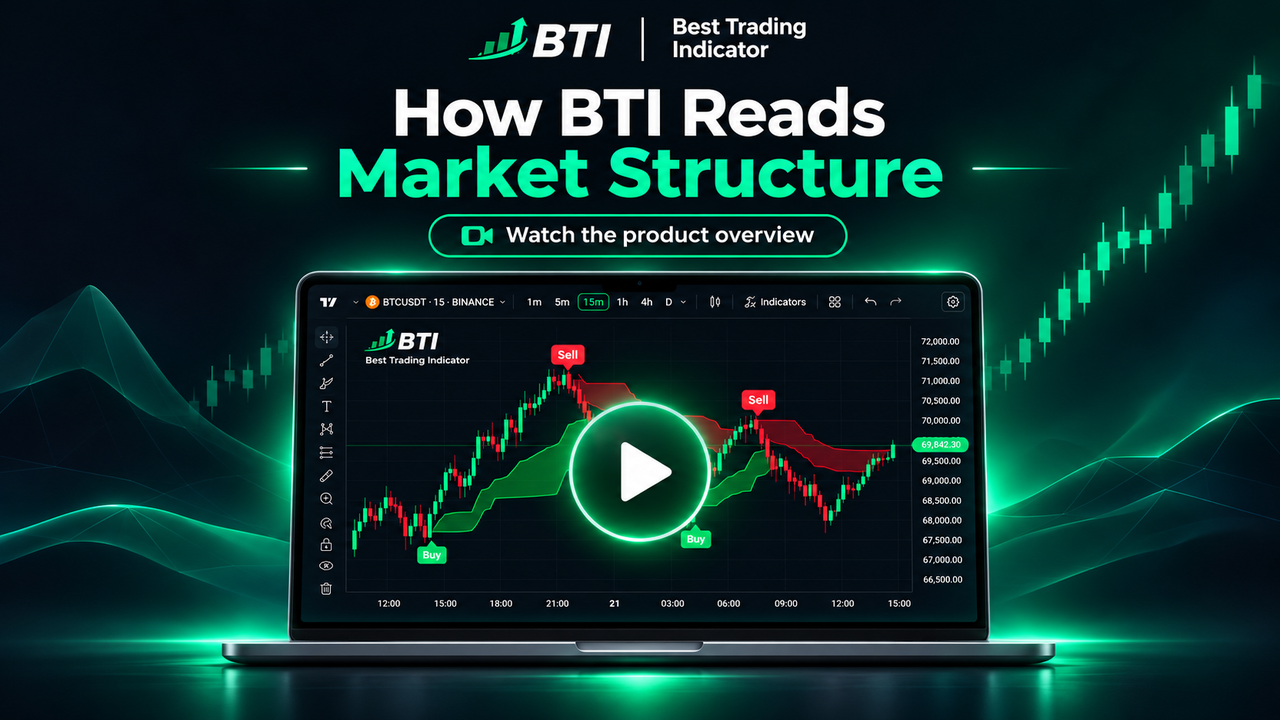 BTI
Best Trading
Indicator
How BTI Reads
Market Structure
Watch the product overview
BTCUSDT · 15 · BINANCE
1m 5m 15m 1h 4h D
Indicators
BTI
Best Trading Indicator
Sell
Sell
Buy
Buy
72,000.00
71,500.00
71,000.00
70,500.00
70,000.00
69,842.30
69,500.00
69,000.00
68,500.00
68,000.00
67,500.00
67,000.00
66,500.00
12:00 15:00 18:00 21:00 21 03:00 06:00 09:00 12:00 15:00